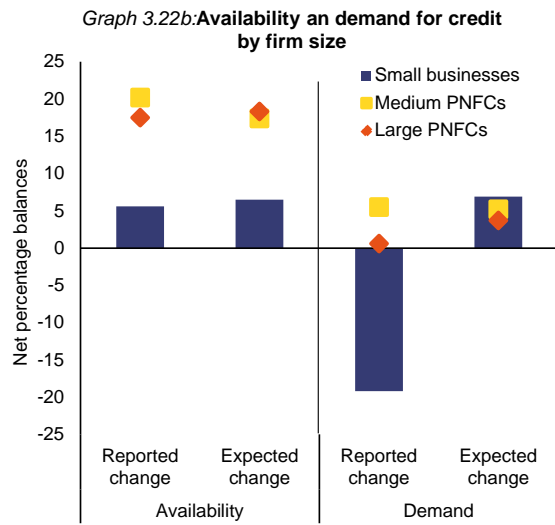 Graph 3.22b:Availability an demand for credit
by firm size
Net percentage balances
25
20
15
10
5
0
-5
-10
-15
-20
-25
Small businesses
Medium PNFCs
Large PNFCs
Reported
change
Expected
change
Reported
change
Expected
change
Availability
Demand